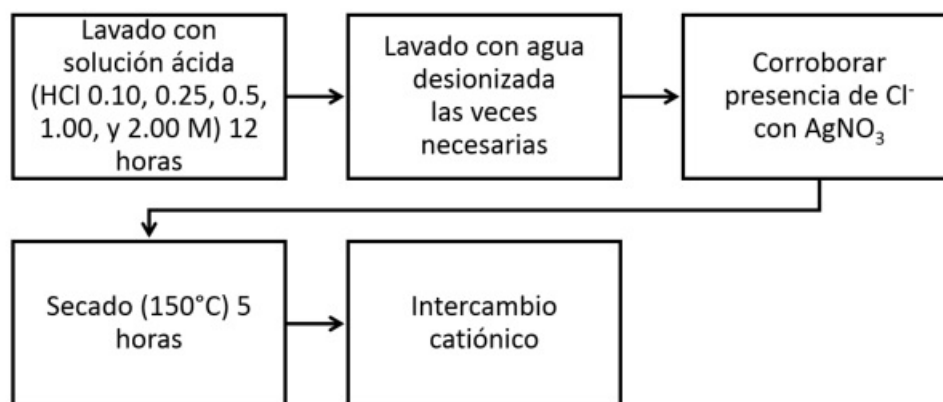 Lavado con
solución ácida
(HCl 0.10, 0.25, 0.5,
1.00, y 2.00 M) 12
horas
Lavado con agua
desionizada
las veces
necesarias
Corroborar
presencia de Cl⁻
con AgNO₃
Secado (150°C) 5
horas
Intercambio
catiónico